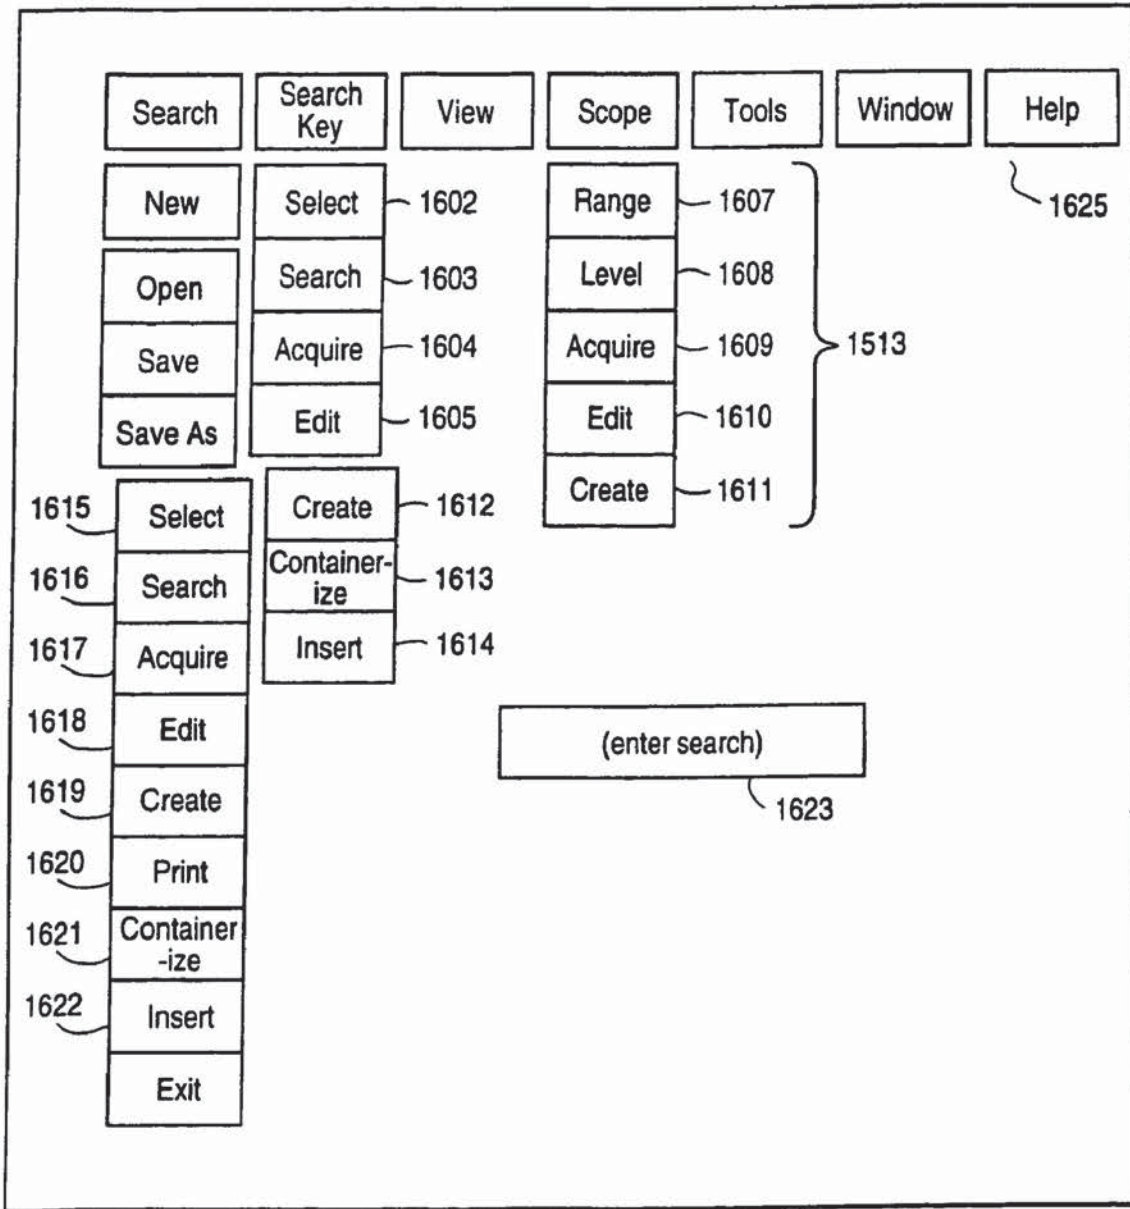 Search
Search
Key
View
Scope
Tools
Window
Help
New
Select
1602
Range
1607
1625
Open
Search
1603
Level
1608
Save
Acquire
1604
Acquire
1609
1513
Save As
Edit
1605
Edit
1610
Create
1611
1615
Select
Create
1612
1616
Search
Container-
ize
1613
1617
Acquire
Insert
1614
1618
Edit
(enter search)
1619
Create
1623
1620
Print
1621
Container
-ize
1622
Insert
Exit